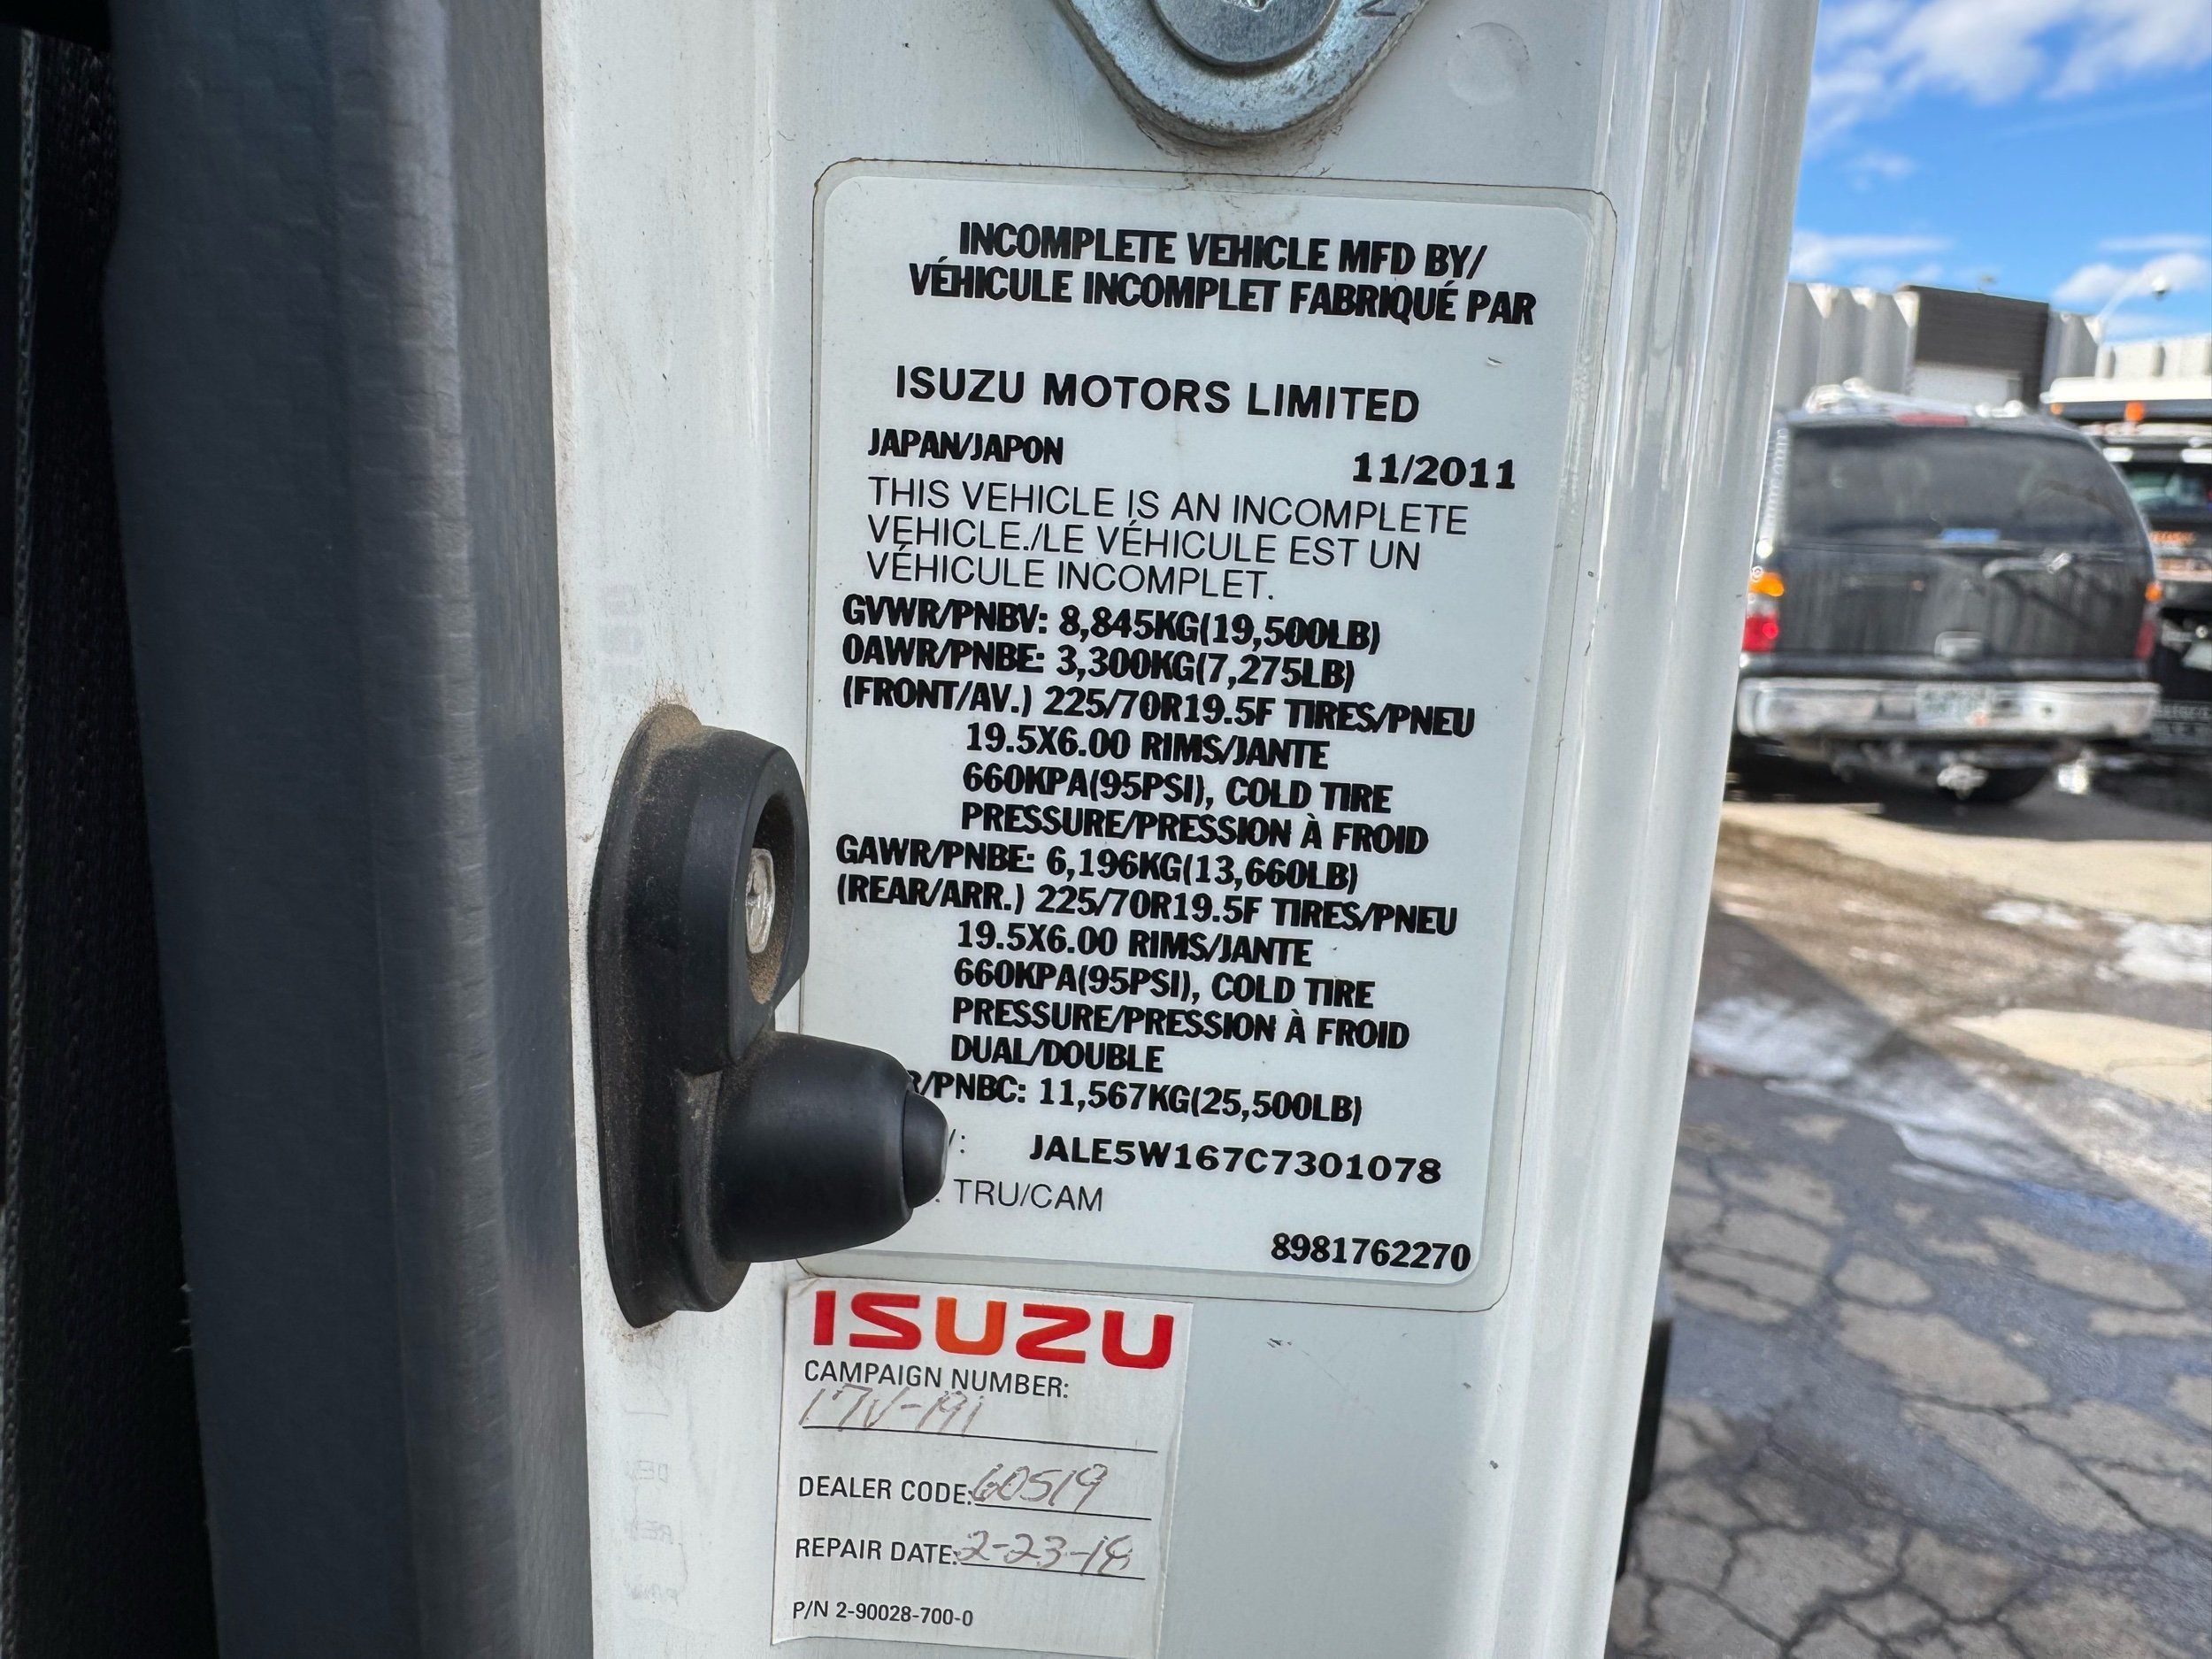 INCOMPLETE VEHICLE MFD BY/
VÉHICULE INCOMPLET FABRIQUÉ PAR
ISUZU MOTORS LIMITED
JAPAN/JAPON 11/2011
THIS VEHICLE IS AN INCOMPLETE
VEHICLE./LE VÉHICULE EST UN
VÉHICULE INCOMPLET.
GVWR/PNBV: 8,845KG(19,500LB)
OAWR/PNBE: 3,300KG(7,275LB)
(FRONT/AV.) 225/70R19.5F TIRES/PNEU
19.5X6.00 RIMS/JANTE
660KPA(95PSI), COLD TIRE
PRESSURE/PRESSION À FROID
GAWR/PNBE: 6,196KG(13,660LB)
(REAR/ARR.) 225/70R19.5F TIRES/PNEU
19.5X6.00 RIMS/JANTE
660KPA(95PSI), COLD TIRE
PRESSURE/PRESSION À FROID
DUAL/DOUBLE
R/PNBC: 11,567KG(25,500LB)
: JALE5W167C7301078
. TRU/CAM
8981762270
ISUZU
CAMPAIGN NUMBER:
17V-191
DEALER CODE: 60519
REPAIR DATE: 2-23-18
P/N 2-90028-700-0